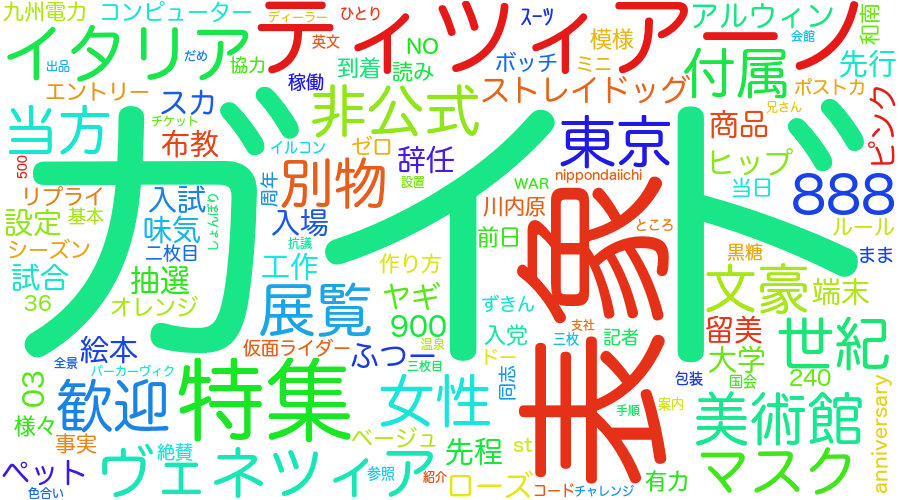 九州電力
コンピューター
ディーラー
ひとり
スーツ
アルウィン
会館
和南
イタリア
ティツィアーノ
出品
だめ
協力
英文
NO
ボッチ
模様
ミニ
到着
読み
付属
先行
エントリー
スカ
稼働
ストレイドッグ
ポストカ
兄さん
ピンク
当方
チケット
非公式
東京
商品
布教
イルコン
ゼロ
辞任
ヒップ
500
ガイド
別物
設置
nippondaiichi
WAR
当日
888
リプライ
入試
しょんぼり
周年
川内原
ところ
ルール
設定
基本
味気
入場
抗議
前日
表象
黒糖
まま
シーズン
二枚目
工作
作り方
試合
抽選
ヤギ
ずきん
文豪
端末
36
オレンジ
展覧
900
入党
支社
三枚
記者
留美
世紀
絵本
仮面ライダー
温泉
ふつー
ドー
大学
全景
パーカーヴィク
三枚目
同志
包装
国会
240
03
歓迎
特集
女性
手順
案内
美術館
anniversary
様々
ベージュ
事実
絶賛
先程
st
ペット
ヴェネツィア
参照
紹介
ローズ
有力
マスク
色合い
コード
チャレンジ